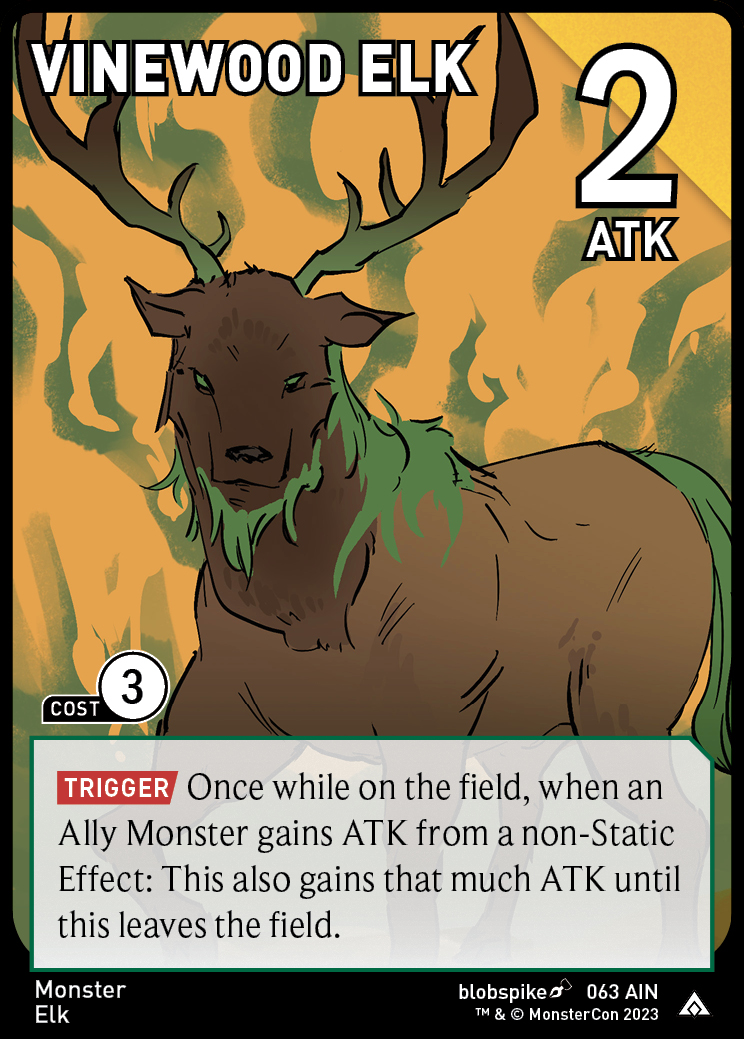 VINEWOOD ELK
2
ATK
COST 3
TRIGGER Once while on the field, when an
Ally Monster gains ATK from a non-Static
Effect: This also gains that much ATK until
this leaves the field.
Monster
Elk
blobspike 063 AIN
™ & © MonsterCon 2023